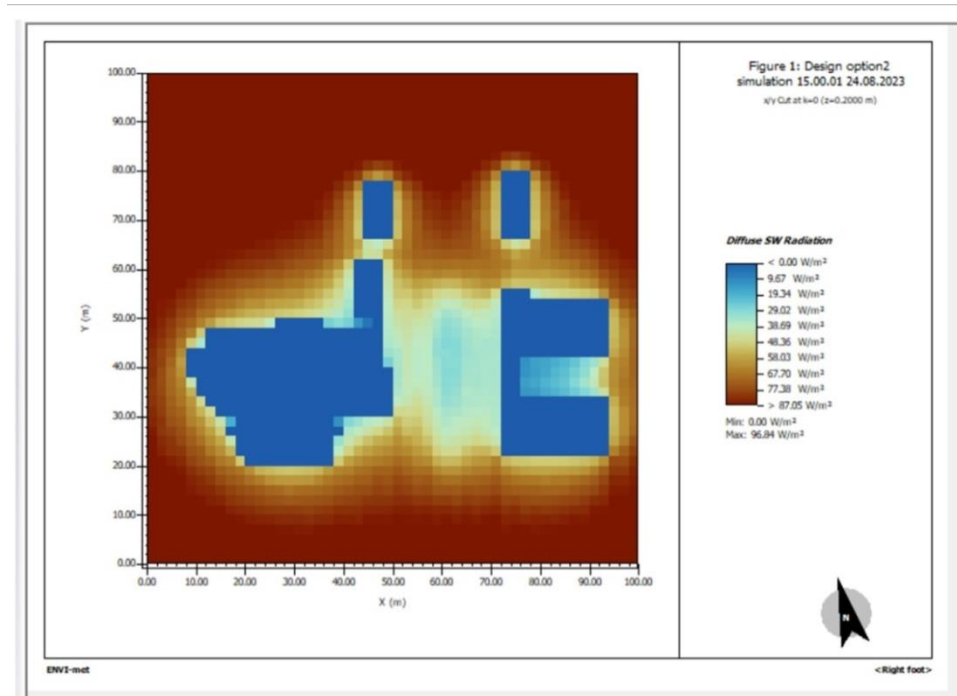 Figure 1: Design option2
simulation 15.00.01 24.08.2023
x/y Cut at k=0 (z=0.2000 m)
100.00
90.00
80.00
70.00
60.00
50.00
40.00
30.00
20.00
10.00
0.00
Y (m)
0.00 10.00 20.00 30.00 40.00 50.00 60.00 70.00 80.00 90.00 100.00
X (m)
Diffuse SW Radiation
< 0.00 W/m²
9.67 W/m²
19.34 W/m²
29.02 W/m²
38.69 W/m²
48.36 W/m²
58.03 W/m²
67.70 W/m²
77.38 W/m²
> 87.05 W/m²
Min: 0.00 W/m²
Max: 96.84 W/m²
N
ENVI-met
<Right foot>